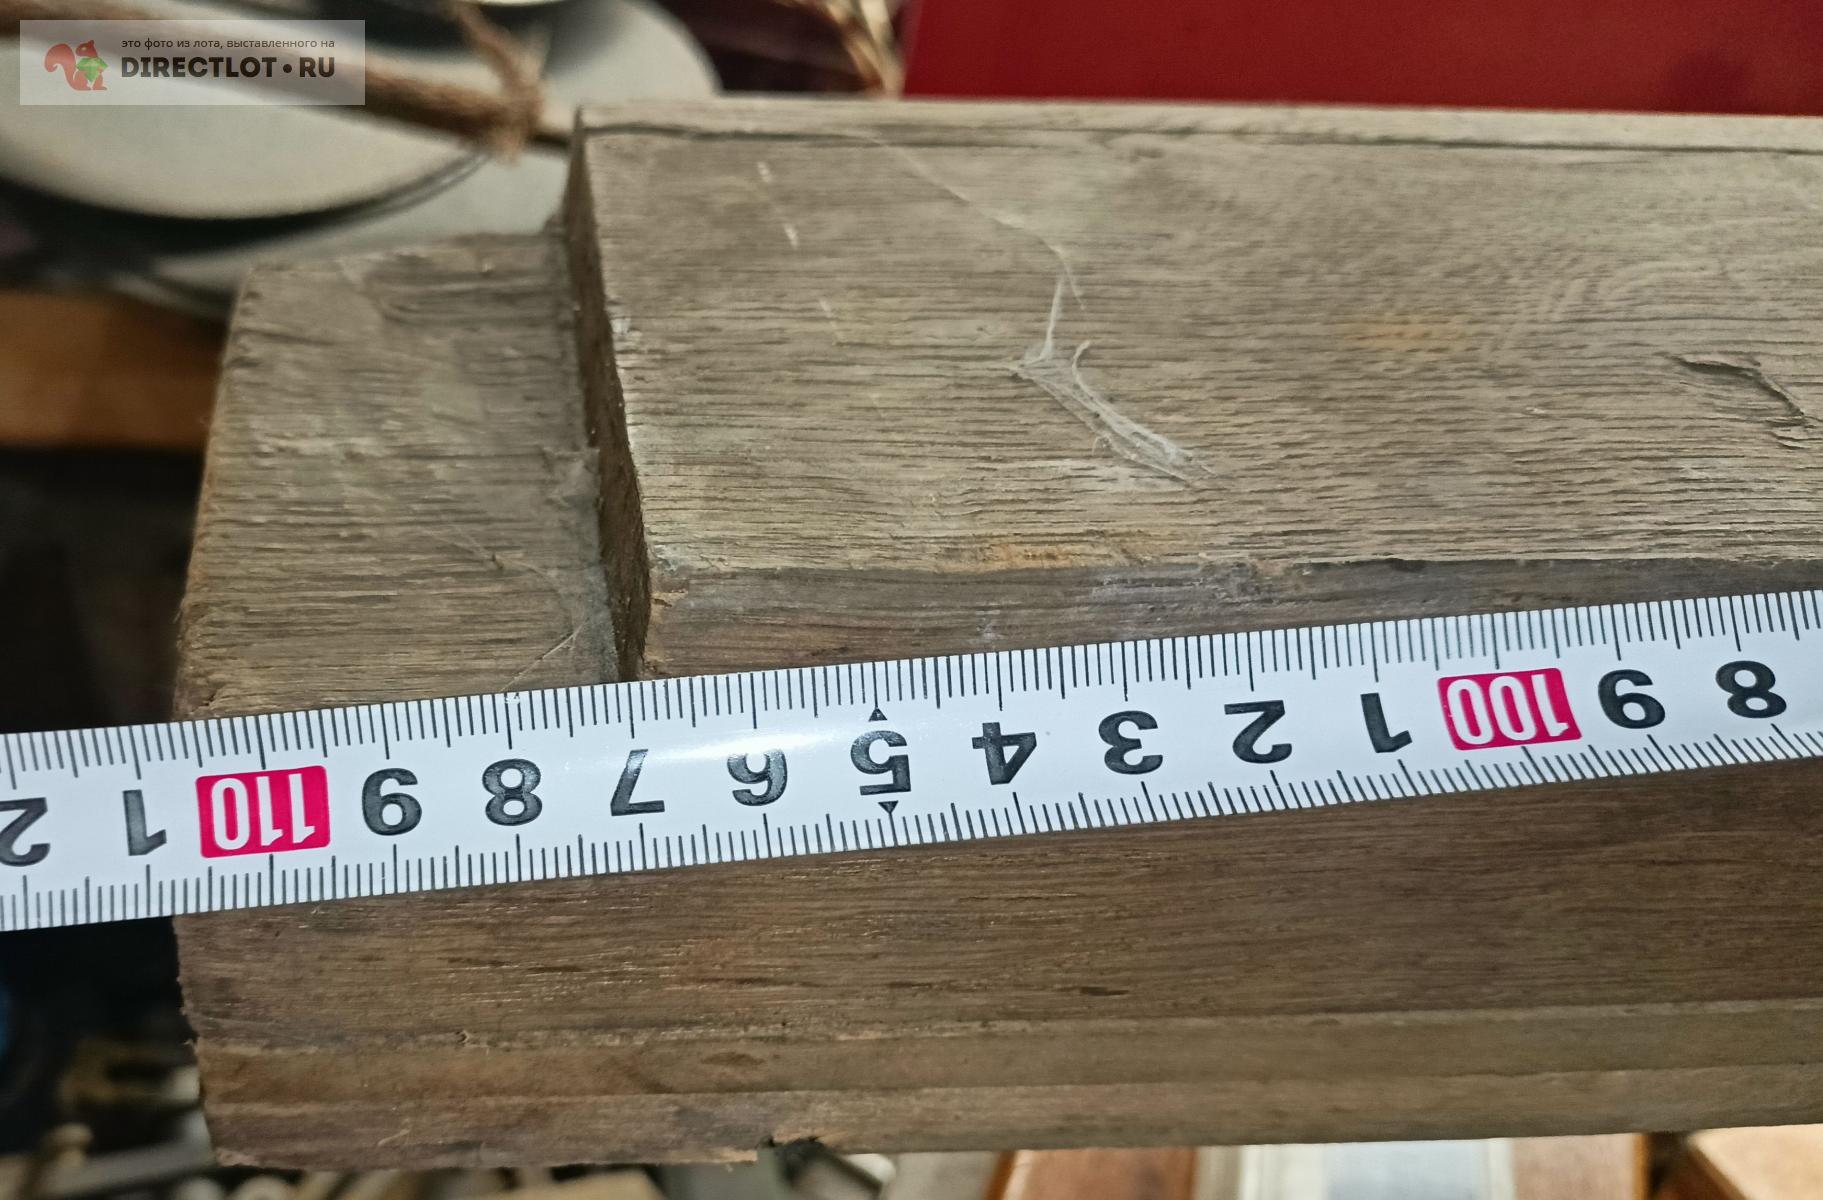 это фото из лота, выставленного на
DIRECTLOT•RU
2 1 110 9 8 7 6 5 4 3 2 1 100 9 8